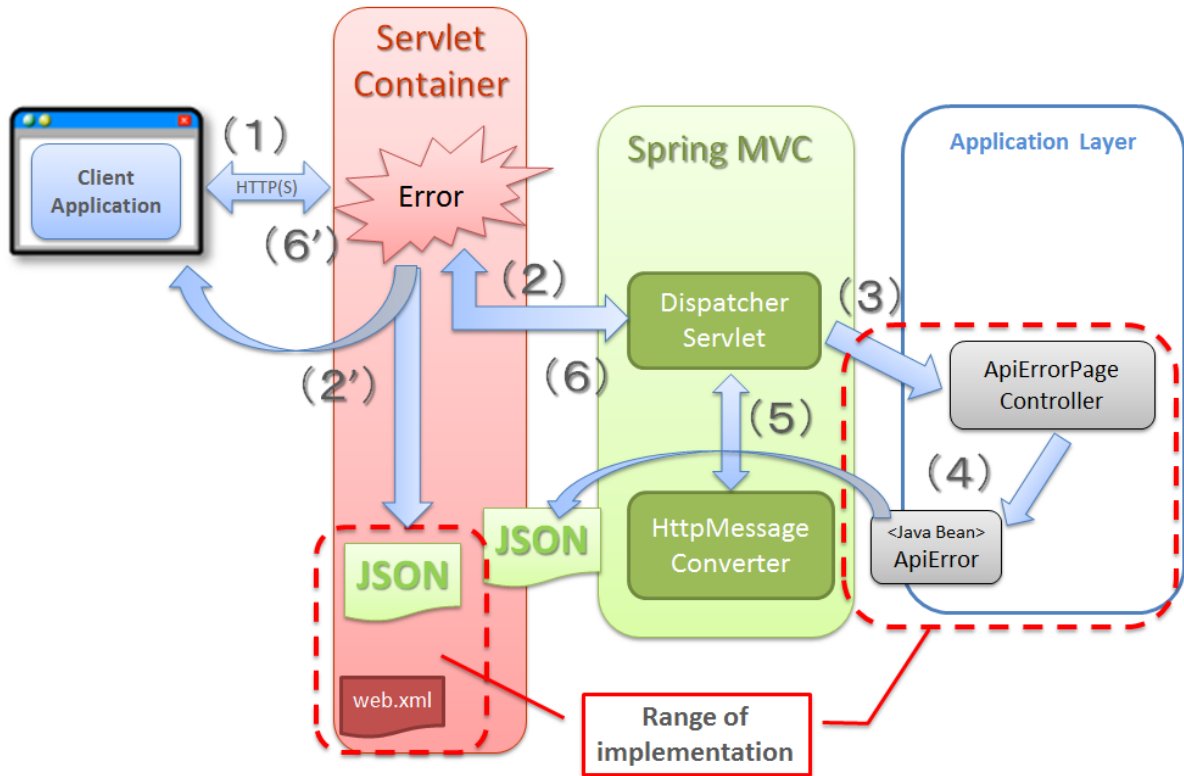 Servlet
Container
Spring MVC
Application Layer
Client
Application
(1)
HTTP(S)
Error
(6')
(2)
(3)
Dispatcher
Servlet
(2')
(6)
ApiErrorPage
Controller
(5)
(4)
JSON
HttpMessage
Converter
<Java Bean>
ApiError
JSON
web.xml
Range of
implementation